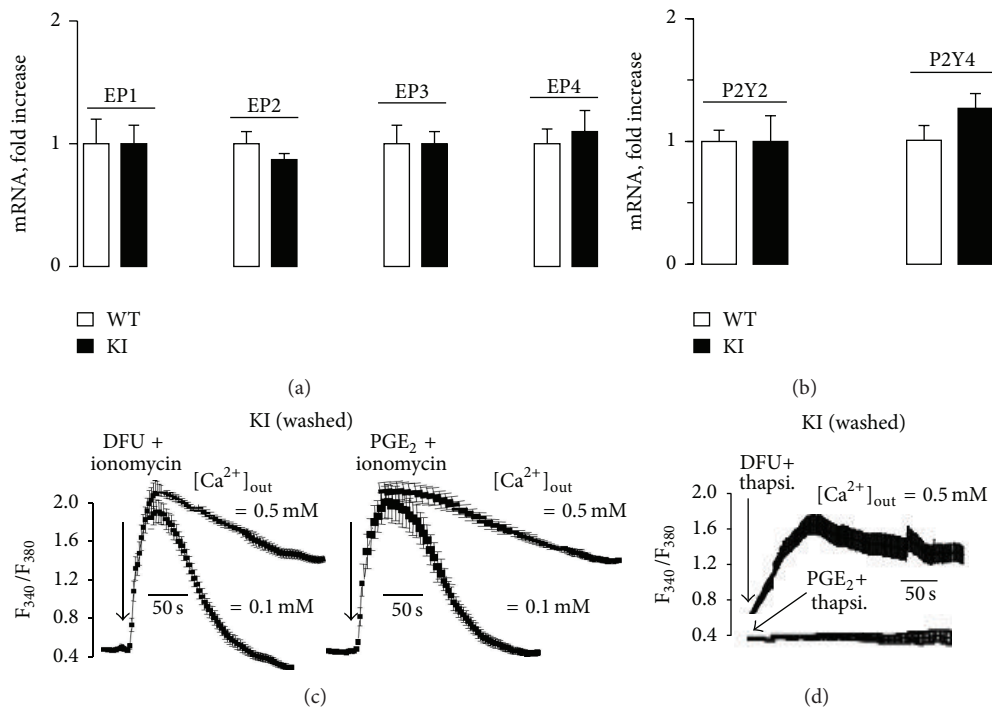 mRNA, fold increase
2
1
0
EP1
EP2
EP3
EP4
WT
KI
(a)
mRNA, fold increase
2
1
0
P2Y2
P2Y4
WT
KI
(b)
KI (washed)
DFU +
ionomycin
PGE₂ +
ionomycin
[Ca²⁺]out
= 0.5 mM
= 0.1 mM
[Ca²⁺]out
= 0.5 mM
= 0.1 mM
F₃₄₀/F₃₈₀
2.0
1.6
1.2
0.8
0.4
50 s
50 s
(c)
KI (washed)
DFU+
thapsi.
[Ca²⁺]out = 0.5 mM
PGE₂+
thapsi.
F₃₄₀/F₃₈₀
2.0
1.6
1.2
0.8
0.4
50 s
(d)